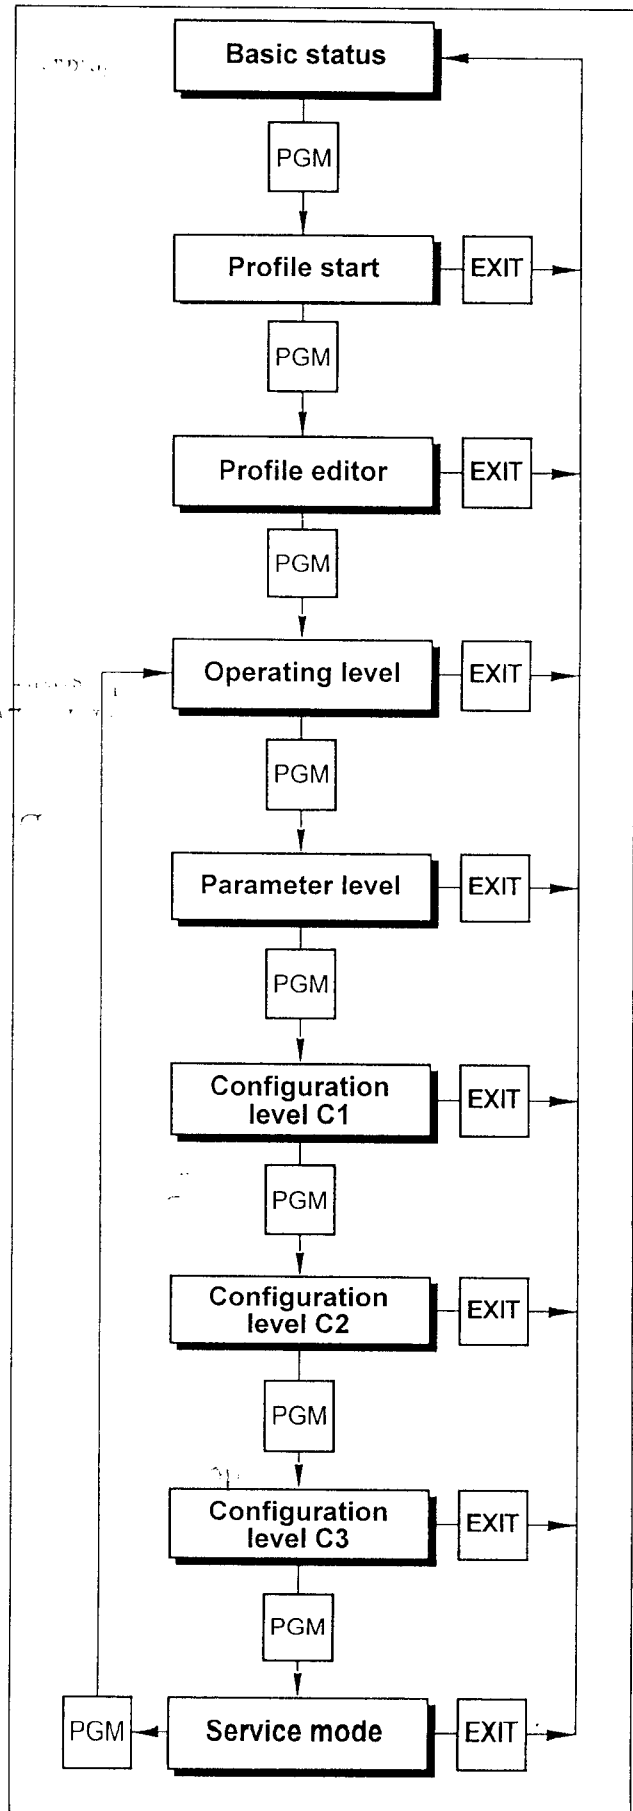 Basic status
PGM
Profile start
EXIT
PGM
Profile editor
EXIT
PGM
Operating level
EXIT
PGM
Parameter level
EXIT
PGM
Configuration
level C1
EXIT
PGM
Configuration
level C2
EXIT
PGM
Configuration
level C3
EXIT
PGM
PGM
Service mode
EXIT